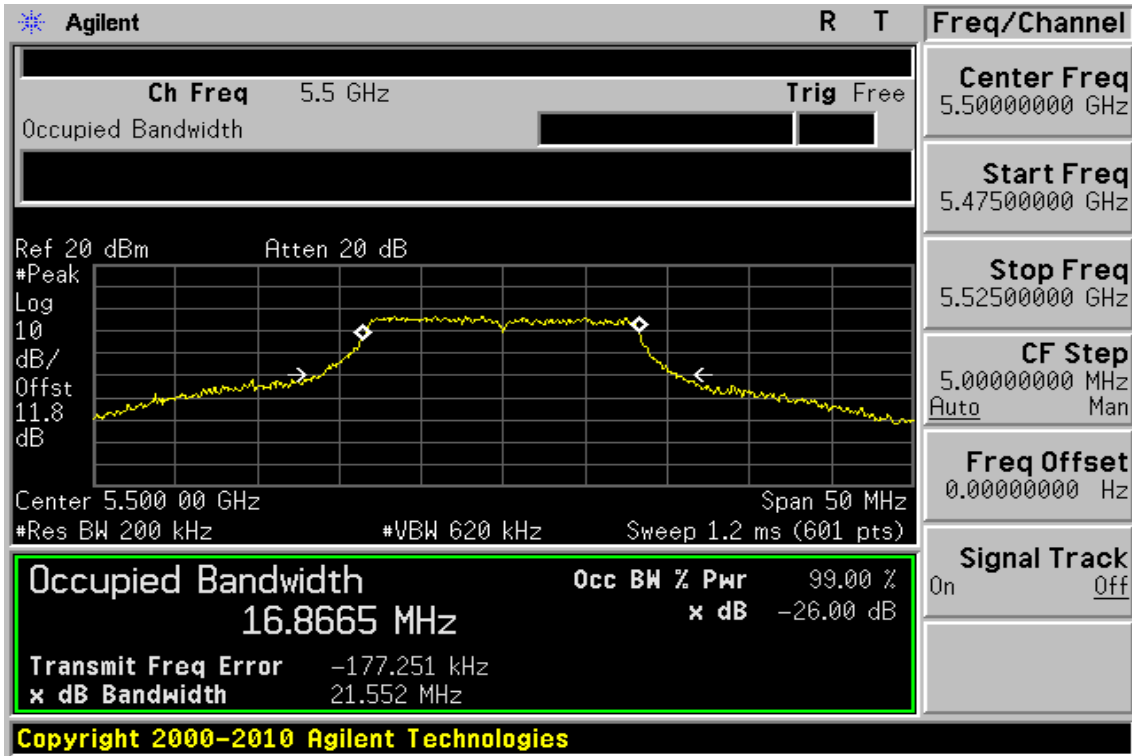 Agilent R T Freq/Channel
Ch Freq 5.5 GHz Trig Free
Occupied Bandwidth
Center Freq
5.50000000 GHz
Start Freq
5.47500000 GHz
Stop Freq
5.52500000 GHz
CF Step
5.00000000 MHz
Auto Man
Freq Offset
0.00000000 Hz
Signal Track
On Off
Ref 20 dBm Atten 20 dB
#Peak
Log
10
dB/
Offst
11.8
dB
Center 5.500 00 GHz Span 50 MHz
#Res BW 200 kHz #VBW 620 kHz Sweep 1.2 ms (601 pts)
Occupied Bandwidth Occ BW % Pwr 99.00 %
16.8665 MHz x dB -26.00 dB
Transmit Freq Error -177.251 kHz
x dB Bandwidth 21.552 MHz
Copyright 2000-2010 Agilent Technologies